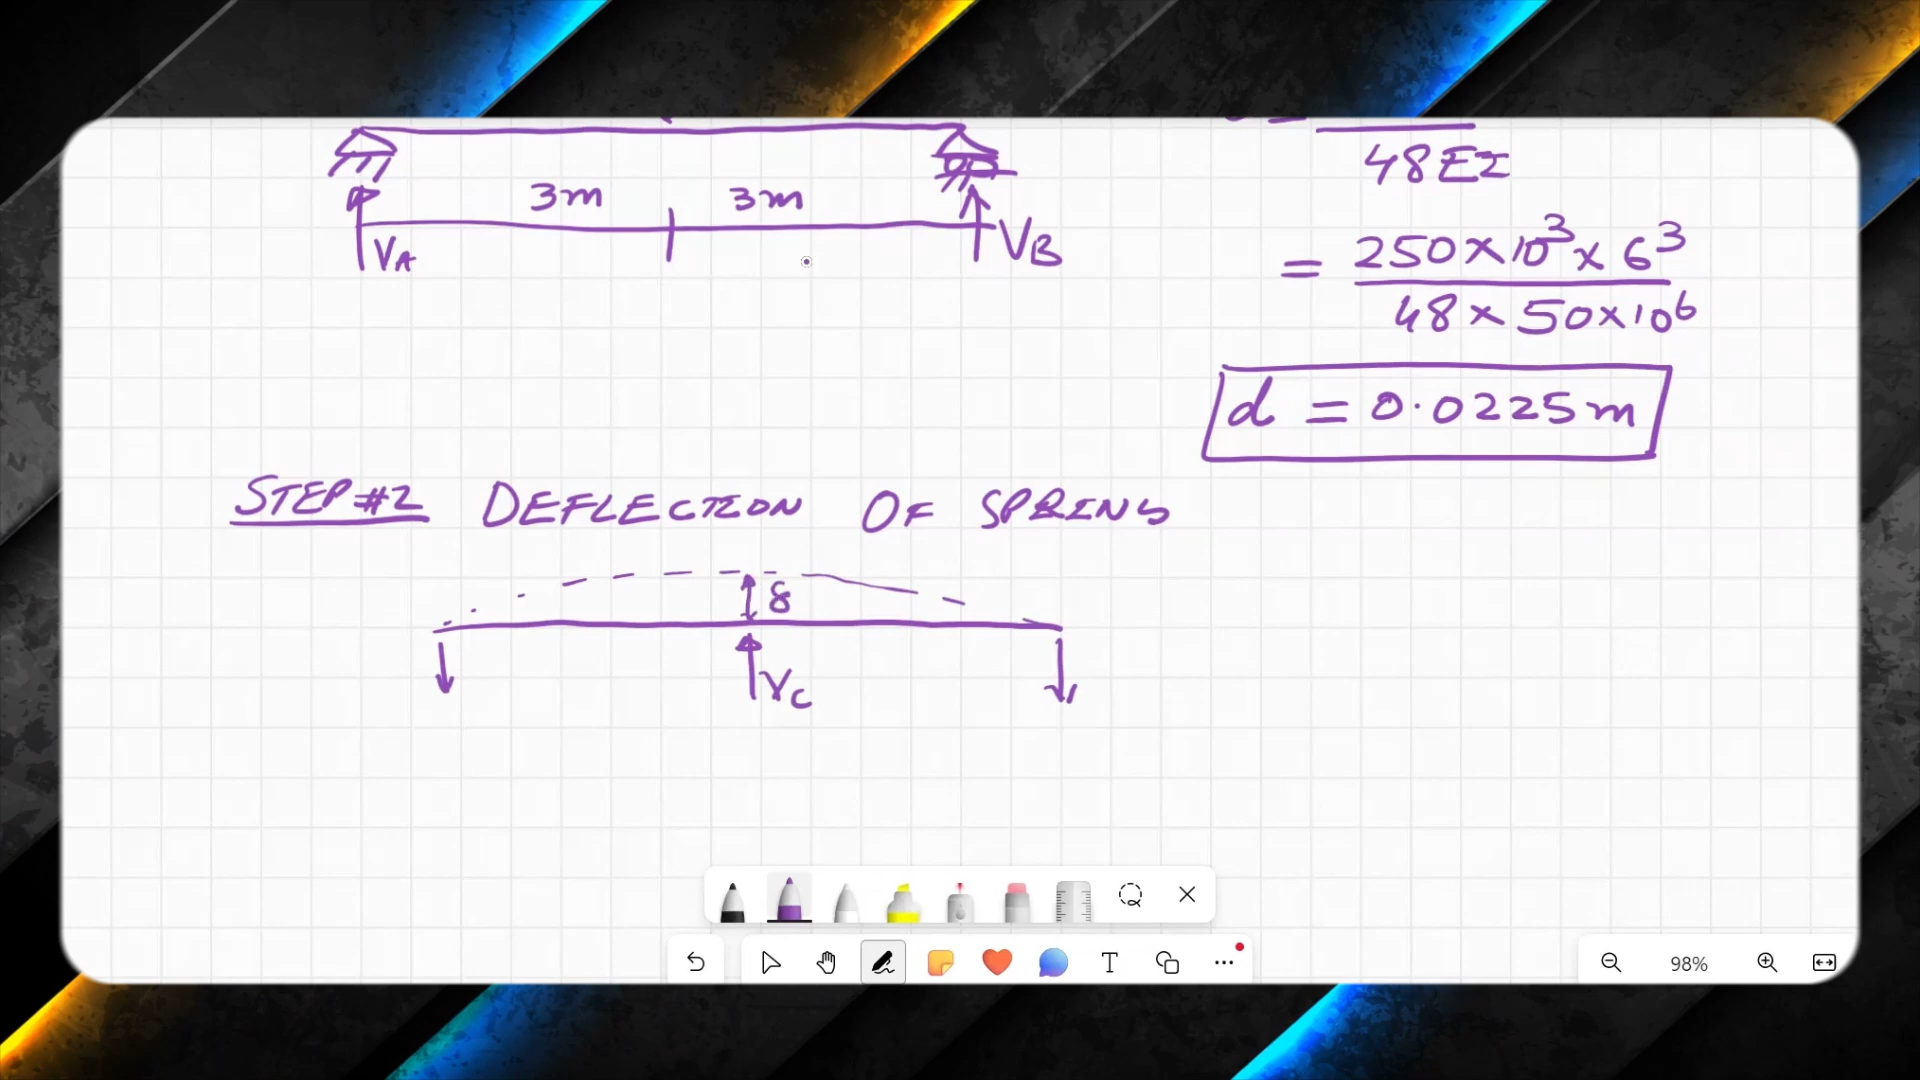 3m 3m
VA VB
48EI
= 250×10³ × 6³
48 × 50×10⁶
d = 0.0225m
STEP #2 DEFLECTION OF SPRING
δ
VC
98%